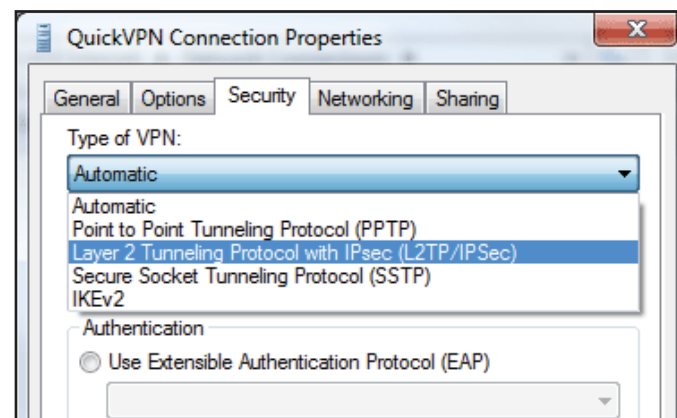 QuickVPN Connection Properties
General Options Security Networking Sharing
Type of VPN:
Automatic
Automatic
Point to Point Tunneling Protocol (PPTP)
Layer 2 Tunneling Protocol with IPsec (L2TP/IPSec)
Secure Socket Tunneling Protocol (SSTP)
IKEv2
Authentication
Use Extensible Authentication Protocol (EAP)